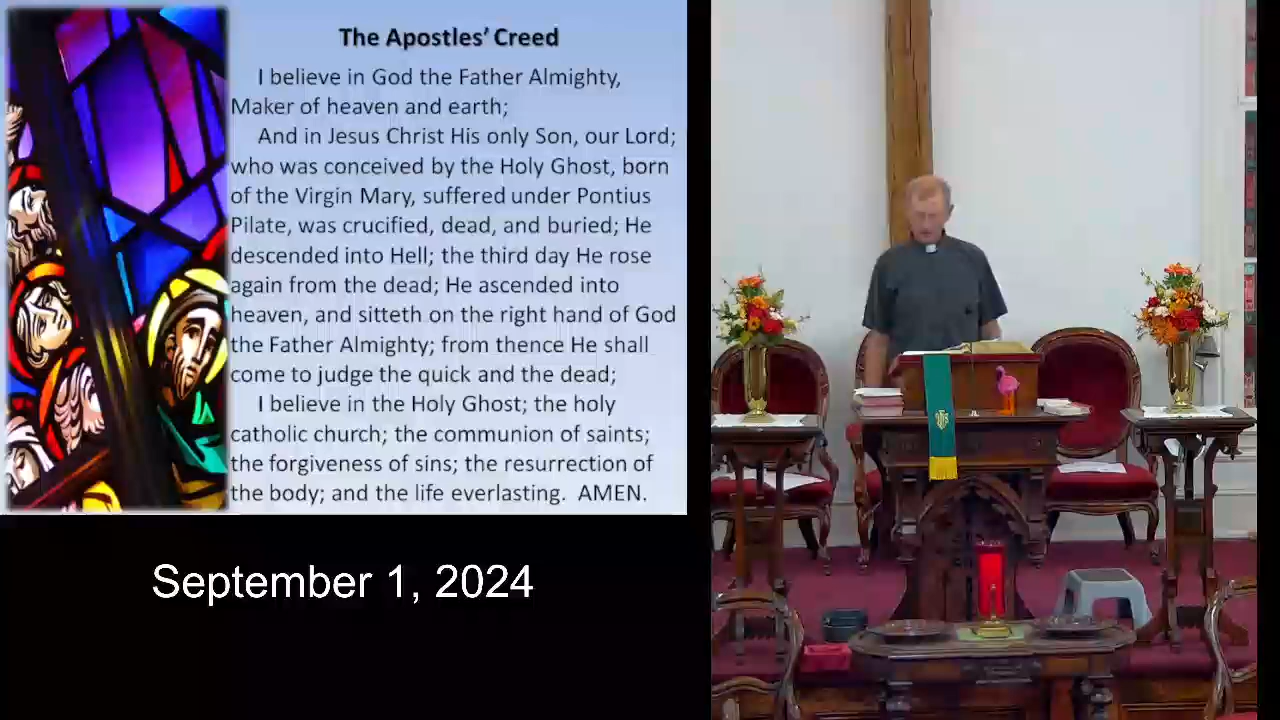 The Apostles’ Creed
I believe in God the Father Almighty,
Maker of heaven and earth;
And in Jesus Christ His only Son, our Lord;
who was conceived by the Holy Ghost, born
of the Virgin Mary, suffered under Pontius
Pilate, was crucified, dead, and buried; He
descended into Hell; the third day He rose
again from the dead; He ascended into
heaven, and sitteth on the right hand of God
the Father Almighty; from thence He shall
come to judge the quick and the dead;
I believe in the Holy Ghost; the holy
catholic church; the communion of saints;
the forgiveness of sins; the resurrection of
the body; and the life everlasting.  AMEN.
September 1, 2024